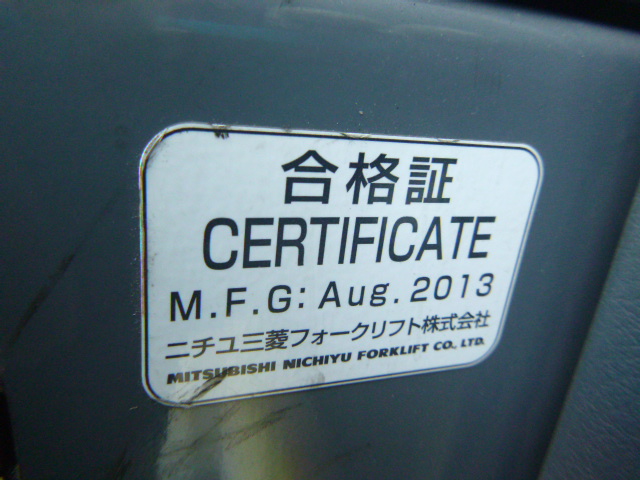 合格証
CERTIFICATE
M.F.G: Aug. 2013
ニチユ三菱フォークリフト株式会社
MITSUBISHI NICHIYU FORKLIFT CO., LTD.